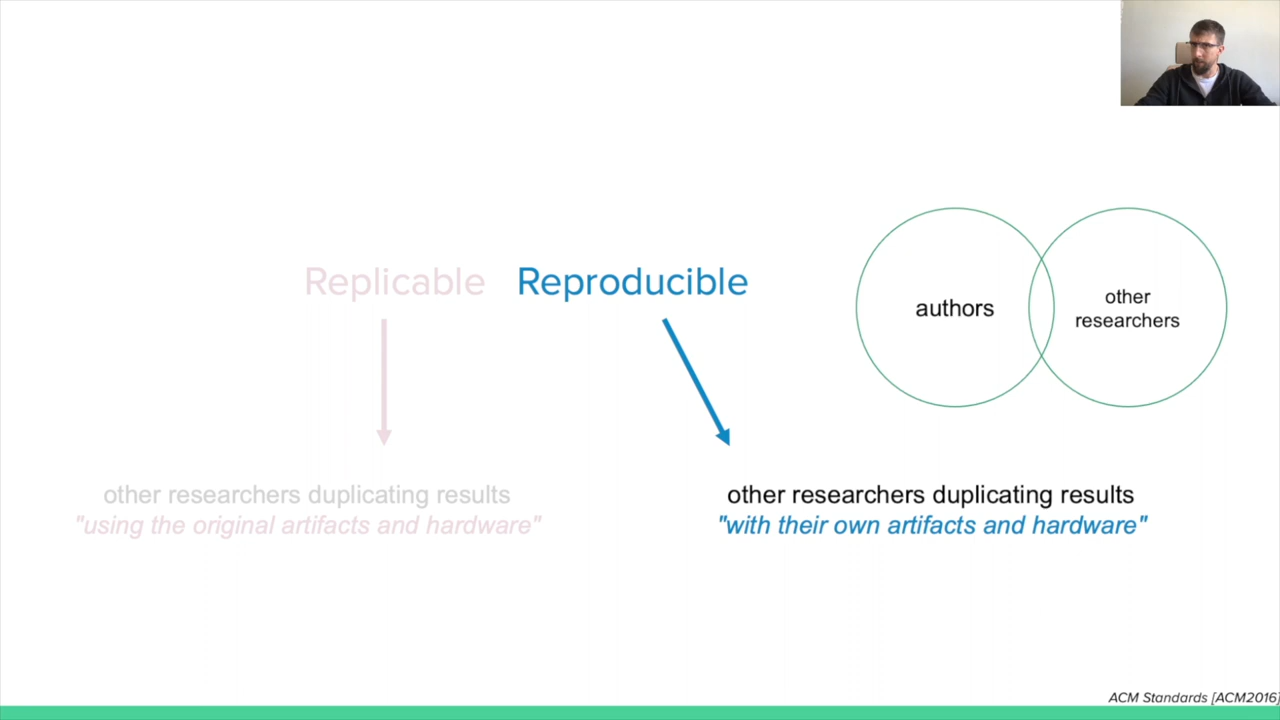 Replicable
Reproducible
authors
other
researchers
other researchers duplicating results
"using the original artifacts and hardware"
other researchers duplicating results
"with their own artifacts and hardware"
ACM Standards [ACM2016]